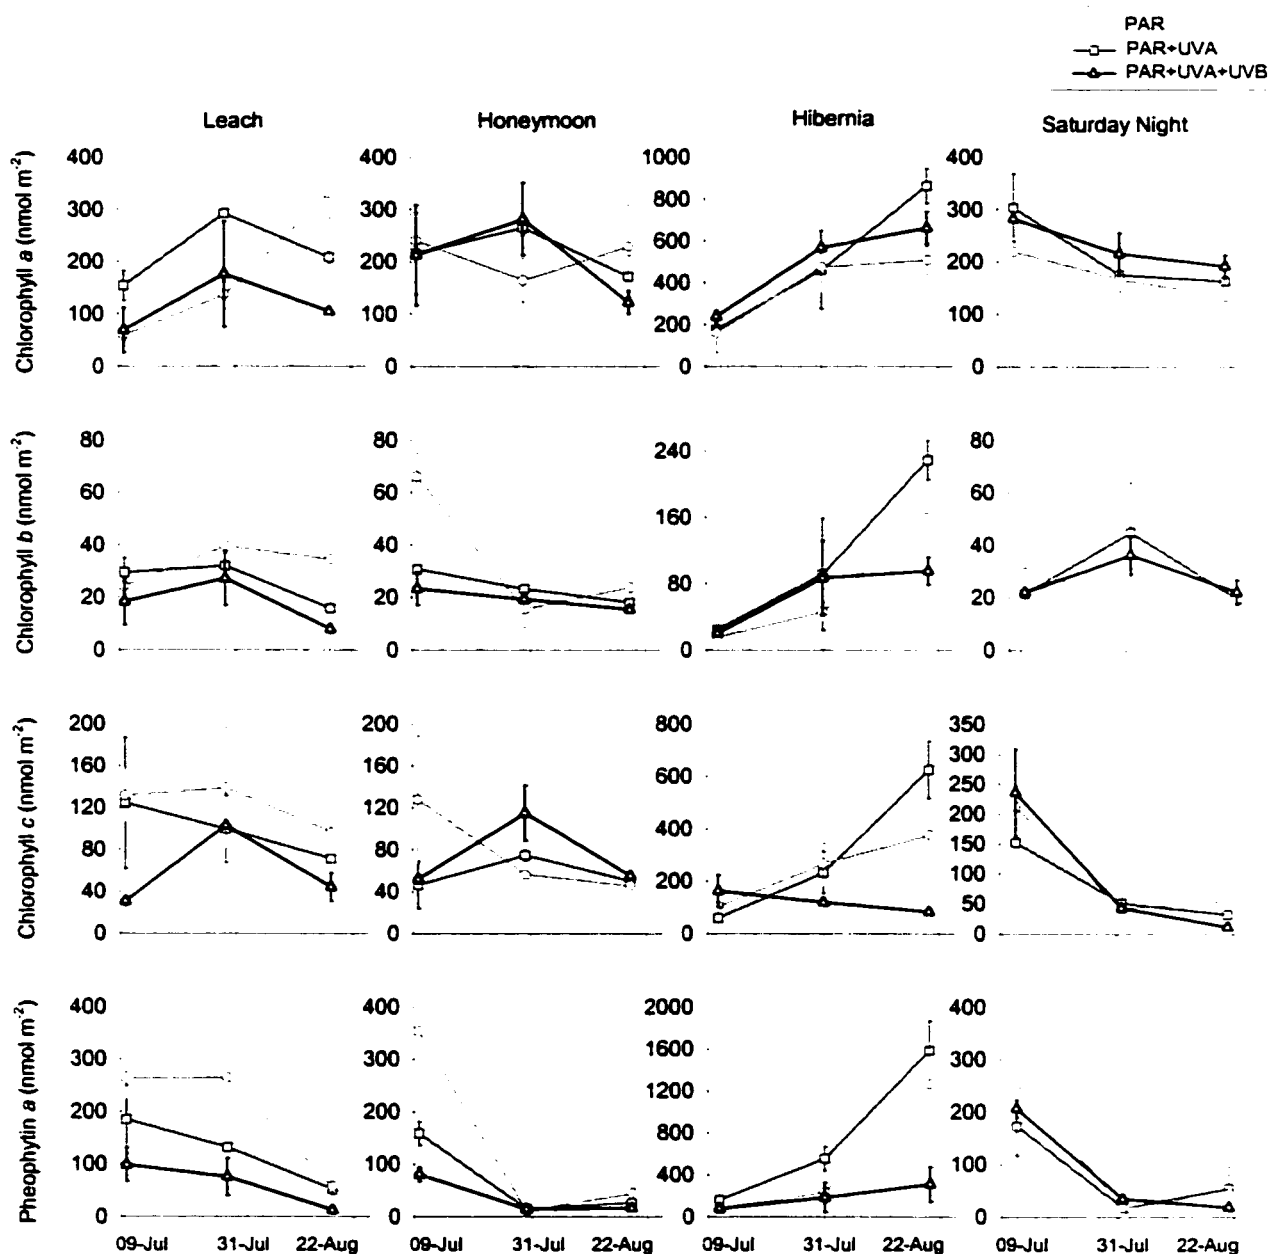 PAR
PAR+UVA
PAR+UVA+UVB
Leach Honeymoon Hibernia Saturday Night
Chlorophyll a (nmol m-2)
400 300 200 100 0
400 300 200 100 0
1000 800 600 400 200 0
400 300 200 100 0
Chlorophyll b (nmol m-2)
80 60 40 20 0
80 60 40 20 0
240 160 80 0
80 60 40 20 0
Chlorophyll c (nmol m-2)
200 160 120 80 40 0
200 160 120 80 40 0
800 600 400 200 0
350 300 250 200 150 100 50 0
Pheophytin a (nmol m-2)
400 300 200 100 0
400 300 200 100 0
2000 1600 1200 800 400 0
400 300 200 100 0
09-Jul 31-Jul 22-Aug 09-Jul 31-Jul 22-Aug 09-Jul 31-Jul 22-Aug 09-Jul 31-Jul 22-Aug